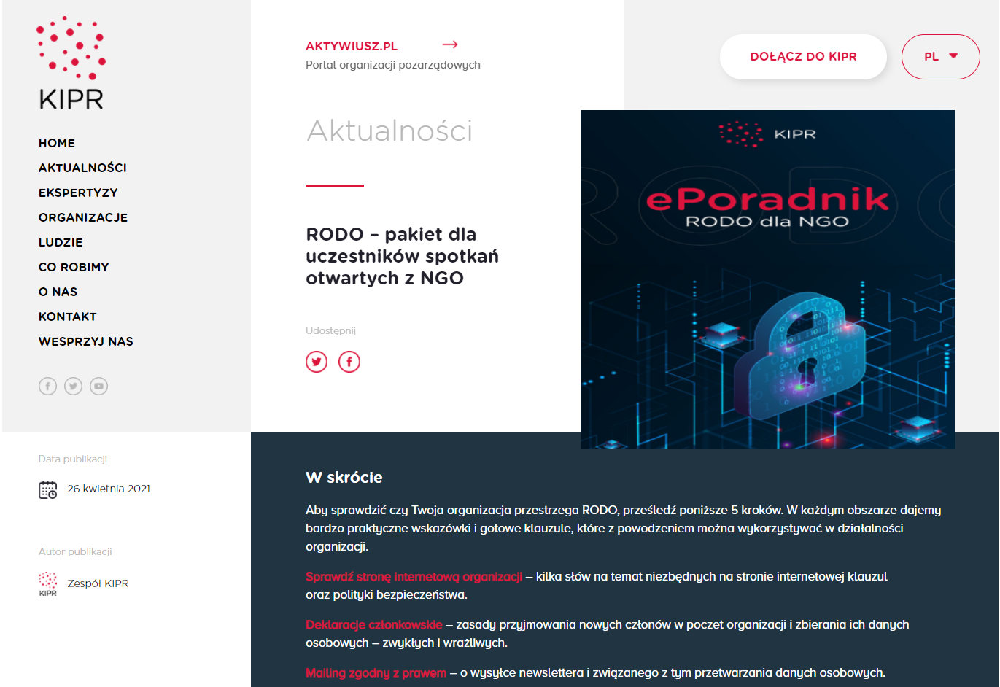 KIPR
HOME
AKTUALNOŚCI
EKSPERTYZY
ORGANIZACJE
LUDZIE
CO ROBIMY
O NAS
KONTAKT
WESPRZYJ NAS
AKTYWIUSZ.PL
Portal organizacji pozarządowych
DOŁĄCZ DO KIPR
PL
Aktualności
RODO – pakiet dla
uczestników spotkań
otwartych z NGO
Udostępnij
KIPR
RODO
ePoradnik
RODO dla NGO
Data publikacji
26 kwietnia 2021
Autor publikacji
KIPR
Zespół KIPR
W skrócie
Aby sprawdzić czy Twoja organizacja przestrzega RODO, prześledź poniższe 5 kroków. W każdym obszarze dajemy
bardzo praktyczne wskazówki i gotowe klauzule, które z powodzeniem można wykorzystywać w działalności
organizacji.
Sprawdź stronę internetową organizacji – kilka słów na temat niezbędnych na stronie internetowej klauzul
oraz polityki bezpieczeństwa.
Deklaracje członkowskie – zasady przyjmowania nowych członów w poczet organizacji i zbierania ich danych
osobowych – zwykłych i wrażliwych.
Mailing zgodny z prawem – o wysyłce newslettera i związanego z tym przetwarzania danych osobowych.